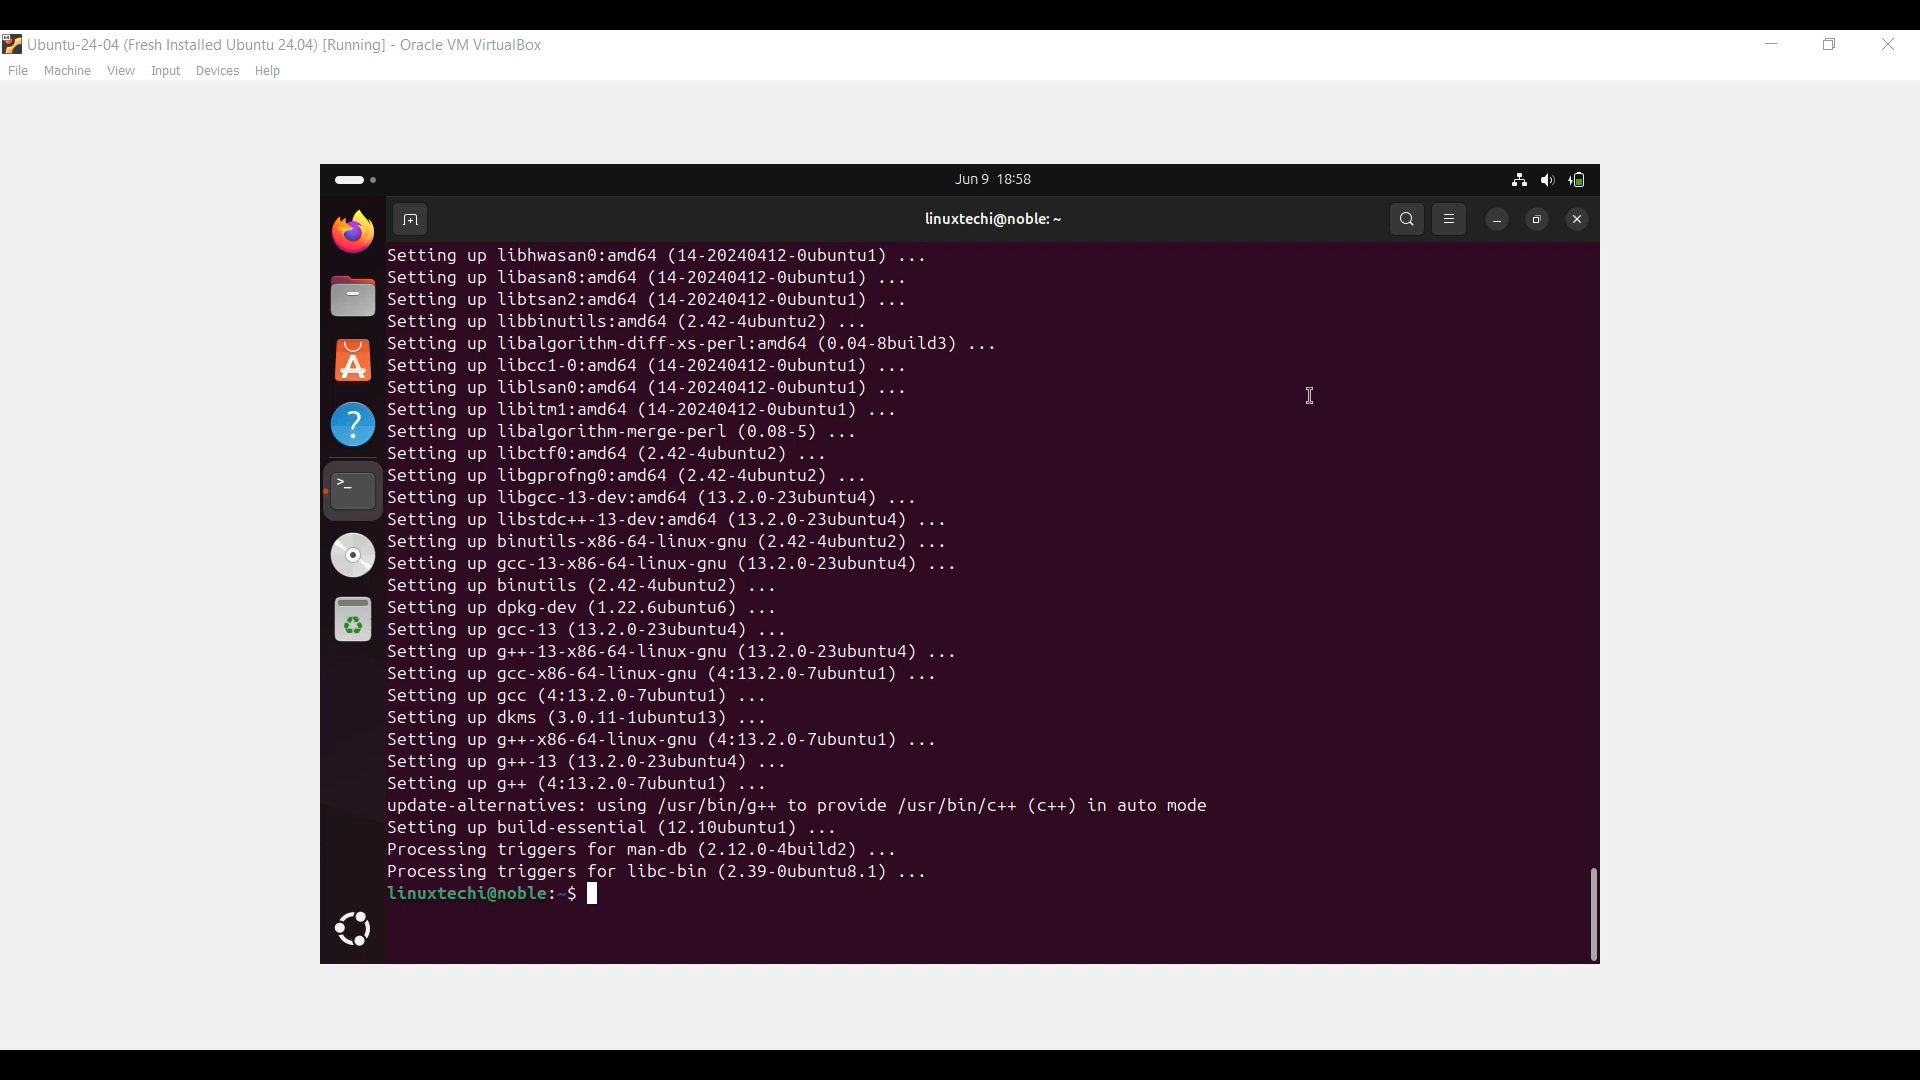 Ubuntu-24-04 (Fresh Installed Ubuntu 24.04) [Running] - Oracle VM VirtualBox
File Machine View Input Devices Help
Jun 9 18:58
linuxtechi@noble: ~
Setting up libhwasan0:amd64 (14-20240412-0ubuntu1) ...
Setting up libasan8:amd64 (14-20240412-0ubuntu1) ...
Setting up libtsan2:amd64 (14-20240412-0ubuntu1) ...
Setting up libbinutils:amd64 (2.42-4ubuntu2) ...
Setting up libalgorithm-diff-xs-perl:amd64 (0.04-8build3) ...
Setting up libcc1-0:amd64 (14-20240412-0ubuntu1) ...
Setting up liblsan0:amd64 (14-20240412-0ubuntu1) ...
Setting up libitm1:amd64 (14-20240412-0ubuntu1) ...
Setting up libalgorithm-merge-perl (0.08-5) ...
Setting up libctf0:amd64 (2.42-4ubuntu2) ...
Setting up libgprofng0:amd64 (2.42-4ubuntu2) ...
Setting up libgcc-13-dev:amd64 (13.2.0-23ubuntu4) ...
Setting up libstdc++-13-dev:amd64 (13.2.0-23ubuntu4) ...
Setting up binutils-x86-64-linux-gnu (2.42-4ubuntu2) ...
Setting up gcc-13-x86-64-linux-gnu (13.2.0-23ubuntu4) ...
Setting up binutils (2.42-4ubuntu2) ...
Setting up dpkg-dev (1.22.6ubuntu6) ...
Setting up gcc-13 (13.2.0-23ubuntu4) ...
Setting up g++-13-x86-64-linux-gnu (13.2.0-23ubuntu4) ...
Setting up gcc-x86-64-linux-gnu (4:13.2.0-7ubuntu1) ...
Setting up gcc (4:13.2.0-7ubuntu1) ...
Setting up dkms (3.0.11-1ubuntu13) ...
Setting up g++-x86-64-linux-gnu (4:13.2.0-7ubuntu1) ...
Setting up g++-13 (13.2.0-23ubuntu4) ...
Setting up g++ (4:13.2.0-7ubuntu1) ...
update-alternatives: using /usr/bin/g++ to provide /usr/bin/c++ (c++) in auto mode
Setting up build-essential (12.10ubuntu1) ...
Processing triggers for man-db (2.12.0-4build2) ...
Processing triggers for libc-bin (2.39-0ubuntu8.1) ...
linuxtechi@noble:~$